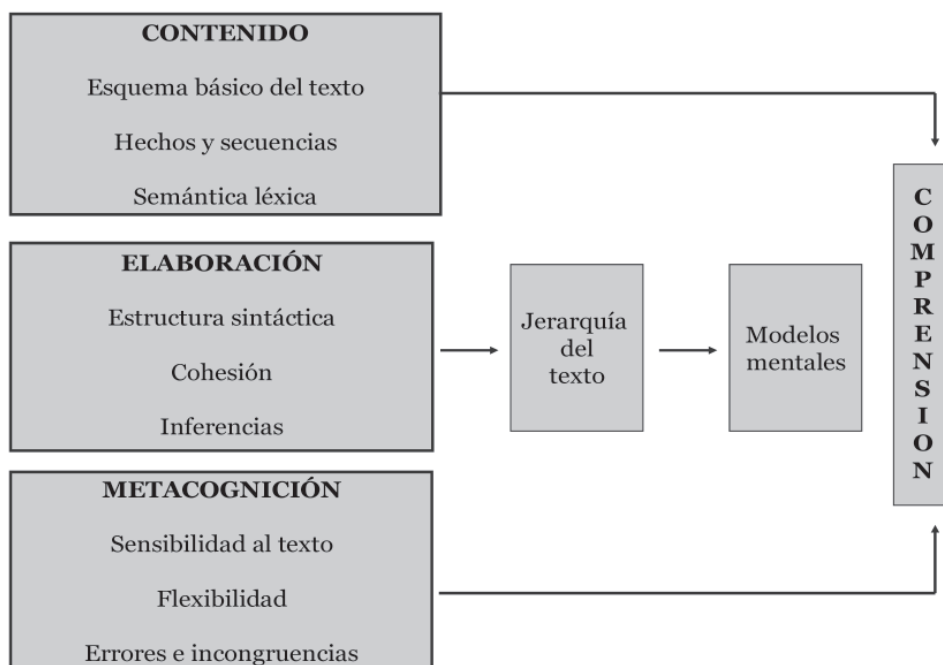 CONTENIDO
Esquema básico del texto
Hechos y secuencias
Semántica léxica
ELABORACIÓN
Estructura sintáctica
Cohesión
Inferencias
METACOGNICIÓN
Sensibilidad al texto
Flexibilidad
Errores e incongruencias
Jerarquía
del
texto
Modelos
mentales
COMPRENSION